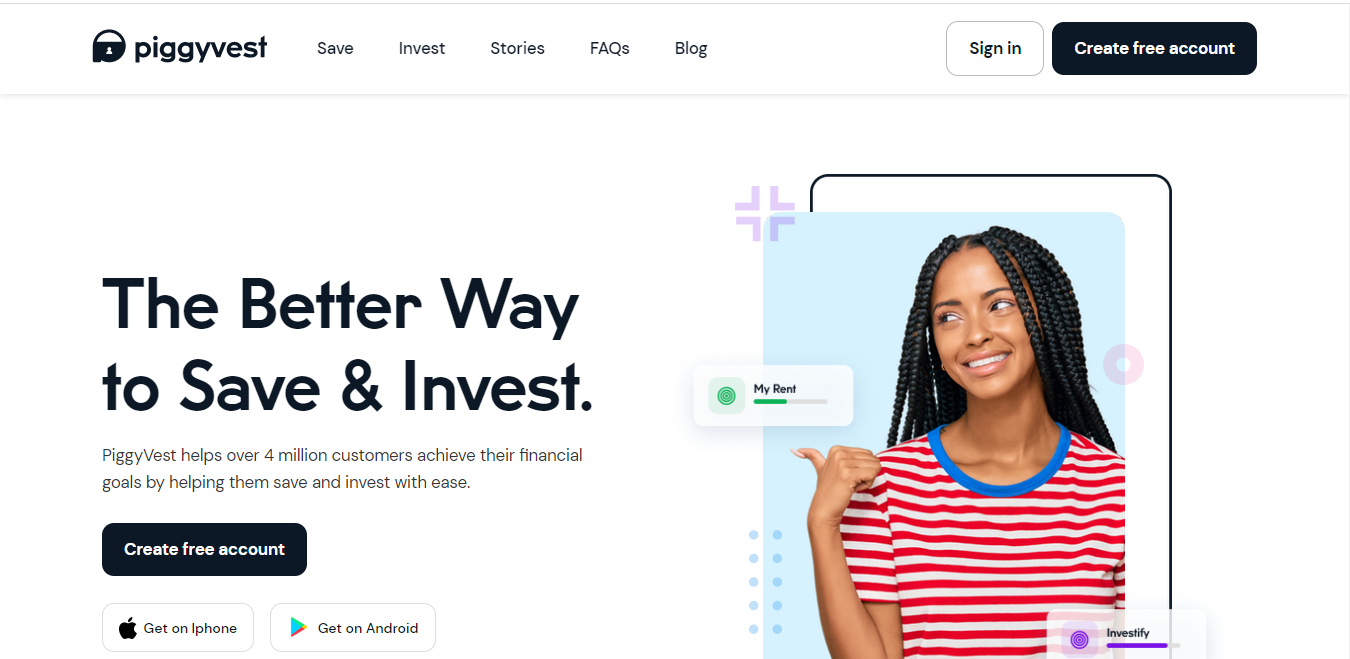 piggyvest
Save
Invest
Stories
FAQs
Blog
Sign in
Create free account
The Better Way
to Save & Invest.
PiggyVest helps over 4 million customers achieve their financial
goals by helping them save and invest with ease.
Create free account
Get on Iphone
Get on Android
My Rent
Investify